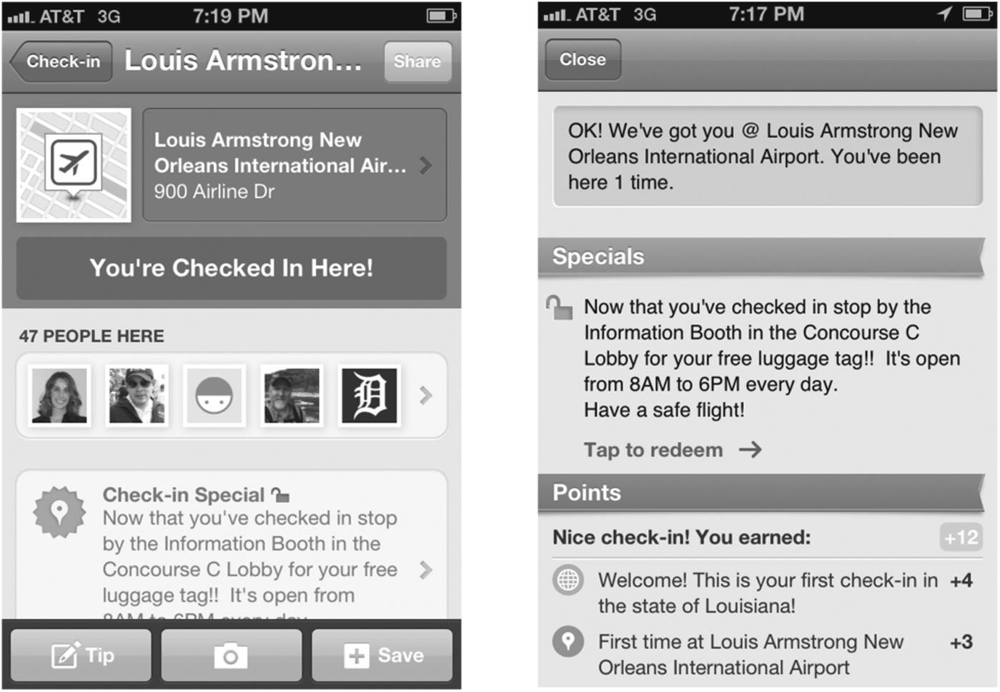 AT&T 3G 7:19 PM
Check-in Louis Armstron... Share
Louis Armstrong New
Orleans International Air...
900 Airline Dr
You're Checked In Here!
47 PEOPLE HERE
D
Check-in Special
Now that you've checked in stop
by the Information Booth in the
Concourse C Lobby for your free
luggage tag!! It's open from
8AM to 6PM every day.
Tip
Save
AT&T 3G 7:17 PM
Close
OK! We've got you @ Louis Armstrong New
Orleans International Airport. You've been
here 1 time.
Specials
Now that you've checked in stop by the
Information Booth in the Concourse C
Lobby for your free luggage tag!! It's open
from 8AM to 6PM every day.
Have a safe flight!
Tap to redeem →
Points
Nice check-in! You earned: +12
Welcome! This is your first check-in in +4
the state of Louisiana!
First time at Louis Armstrong New +3
Orleans International Airport